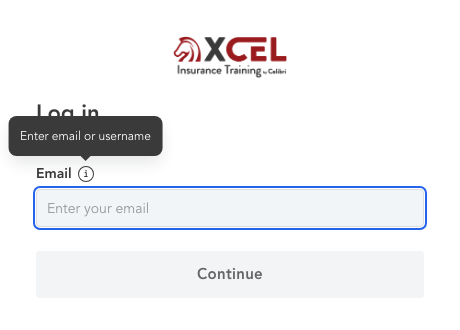 XCEL
Insurance Training by Colibri
Log in
Enter email or username
Email
Enter your email
Continue